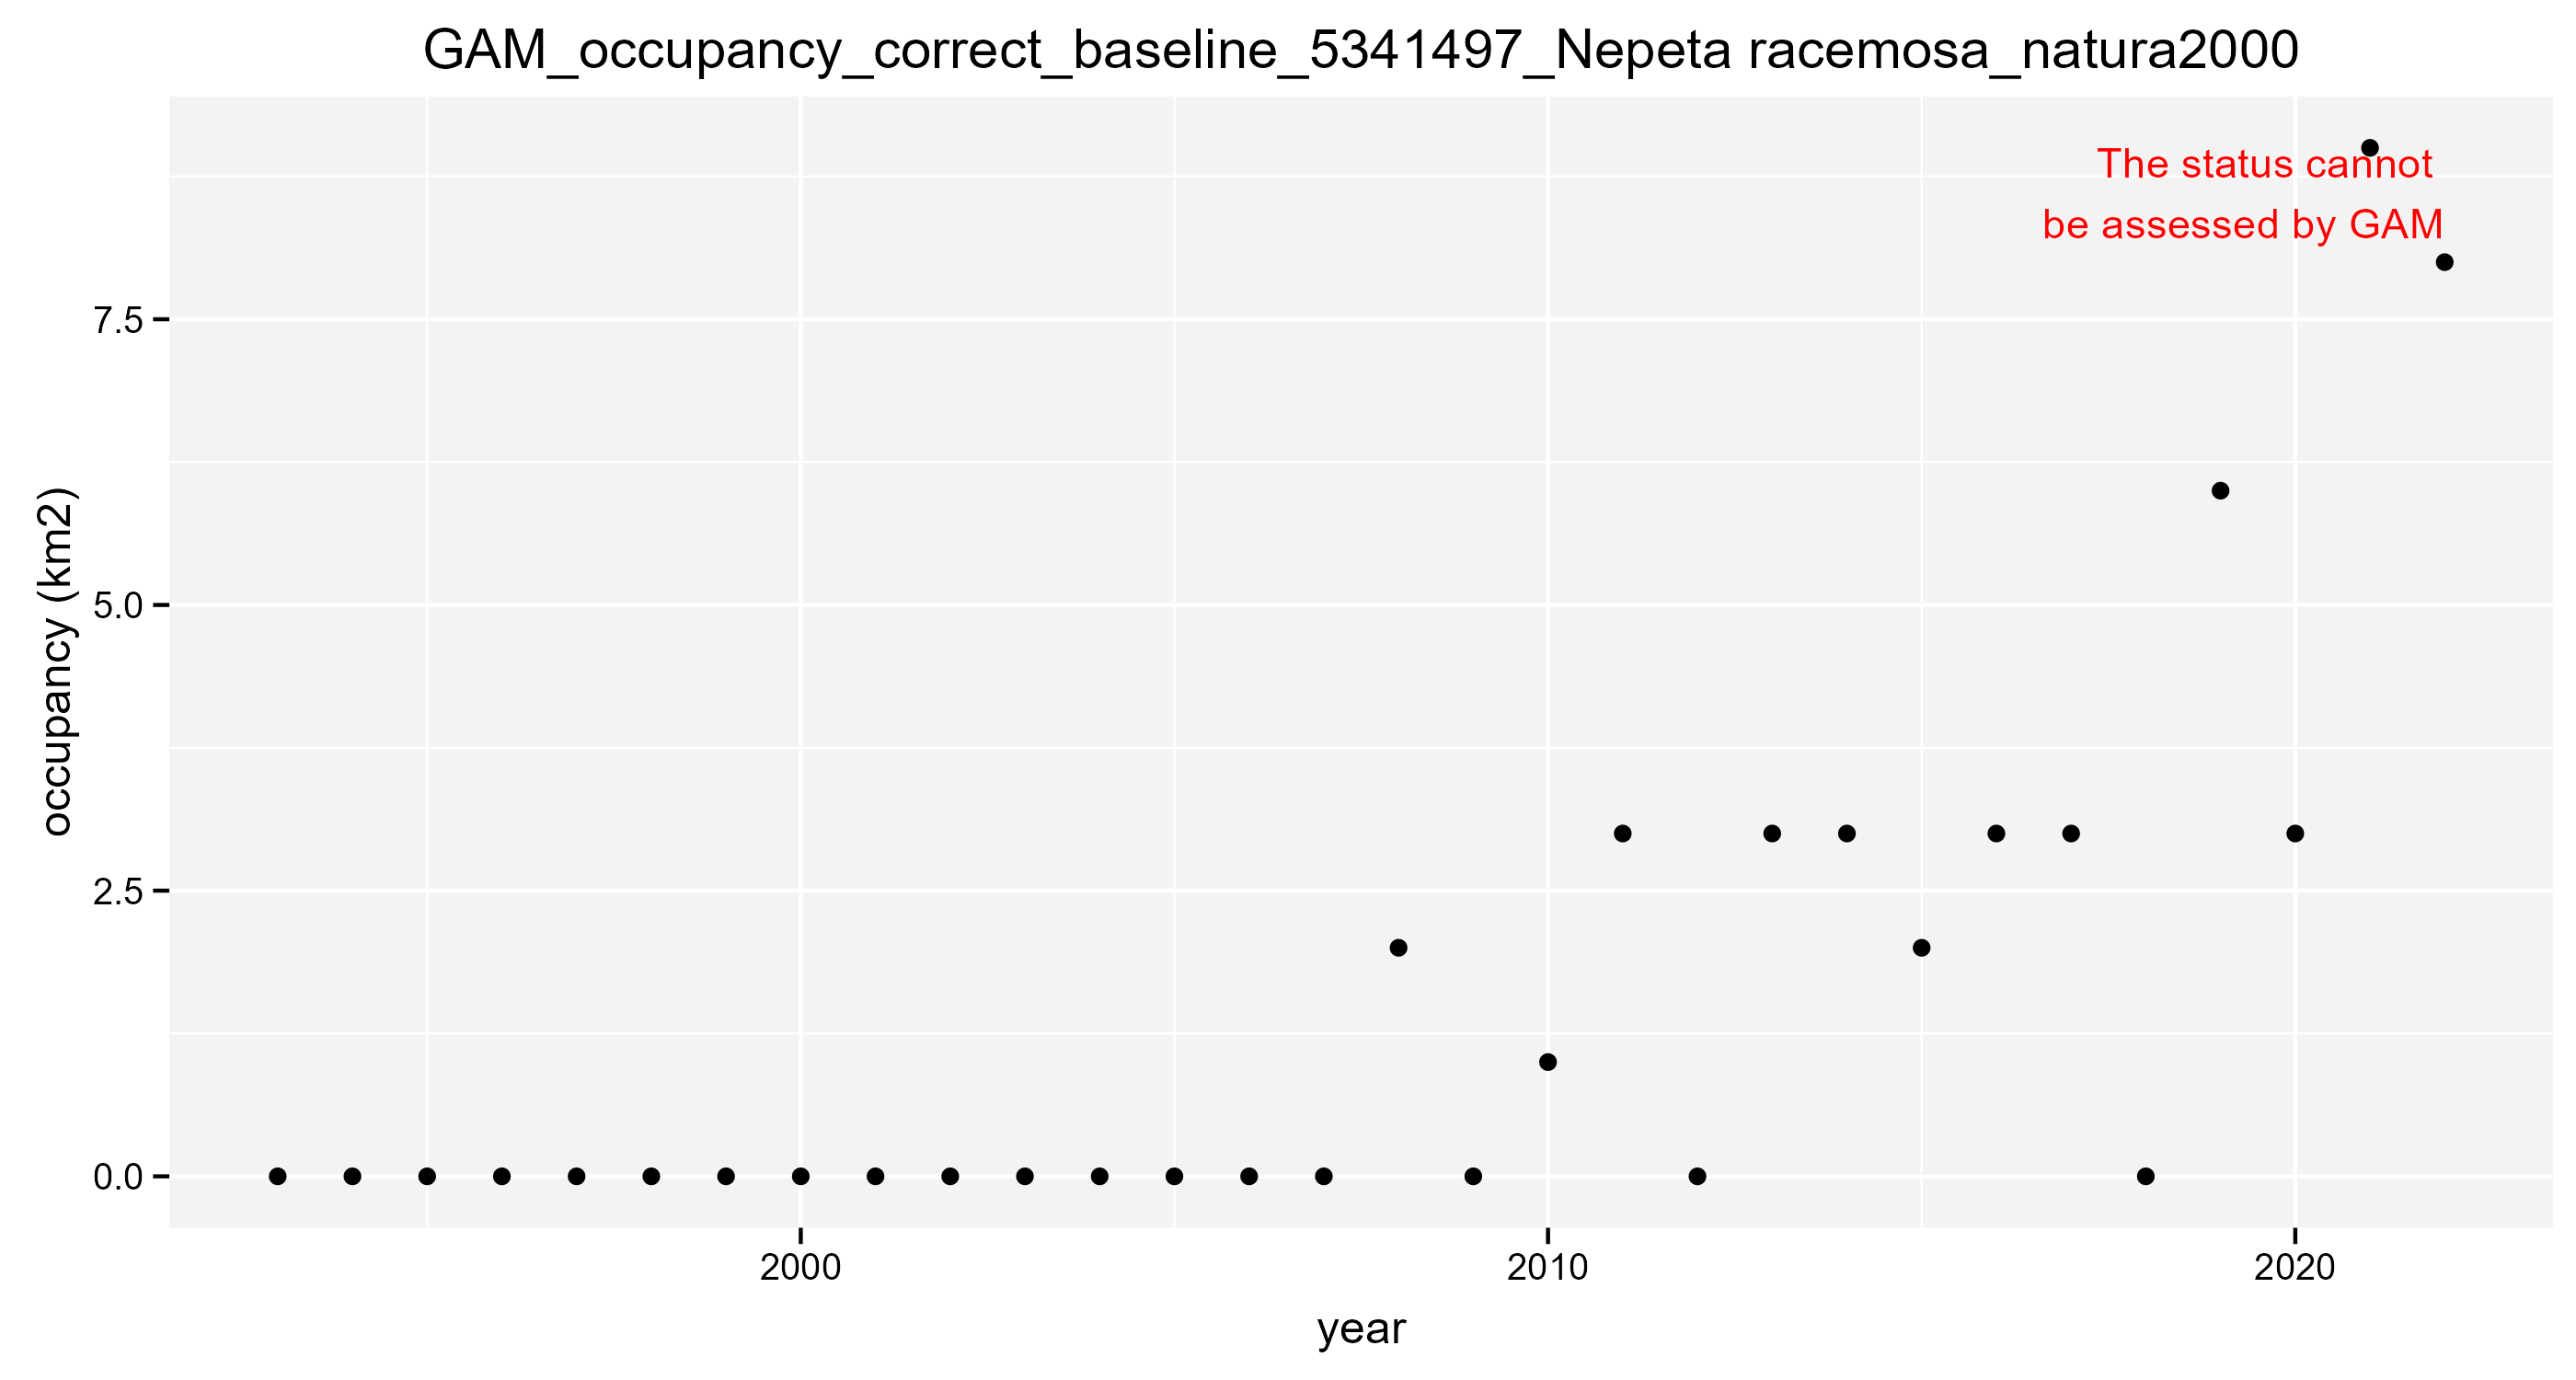 GAM_occupancy_correct_baseline_5341497_Nepeta racemosa_natura2000
The status cannot
be assessed by GAM
occupancy (km2)
7.5
5.0
2.5
0.0
2000
2010
2020
year